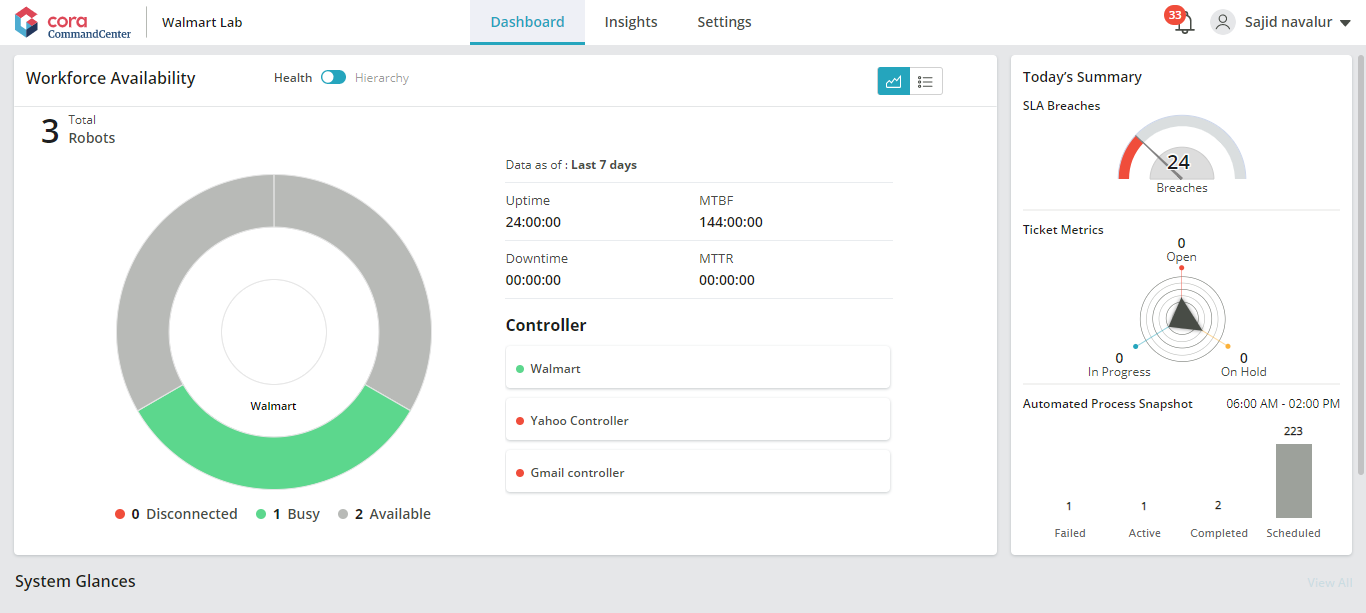 cora
CommandCenter
Walmart Lab
Dashboard
Insights
Settings
33
Sajid navalur
Workforce Availability
Health
Hierarchy
3
Total
Robots
Walmart
0 Disconnected
1 Busy
2 Available
Data as of : Last 7 days
Uptime
24:00:00
MTBF
144:00:00
Downtime
00:00:00
MTTR
00:00:00
Controller
Walmart
Yahoo Controller
Gmail controller
Today's Summary
SLA Breaches
24
Breaches
Ticket Metrics
0
Open
0
In Progress
0
On Hold
Automated Process Snapshot
06:00 AM - 02:00 PM
1
Failed
1
Active
2
Completed
223
Scheduled
System Glances
View All